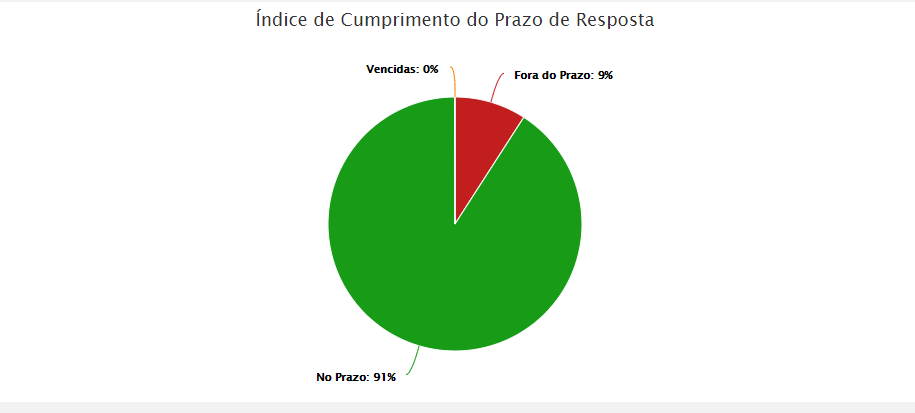 Índice de Cumprimento do Prazo de Resposta
Vencidas: 0%
Fora do Prazo: 9%
No Prazo: 91%